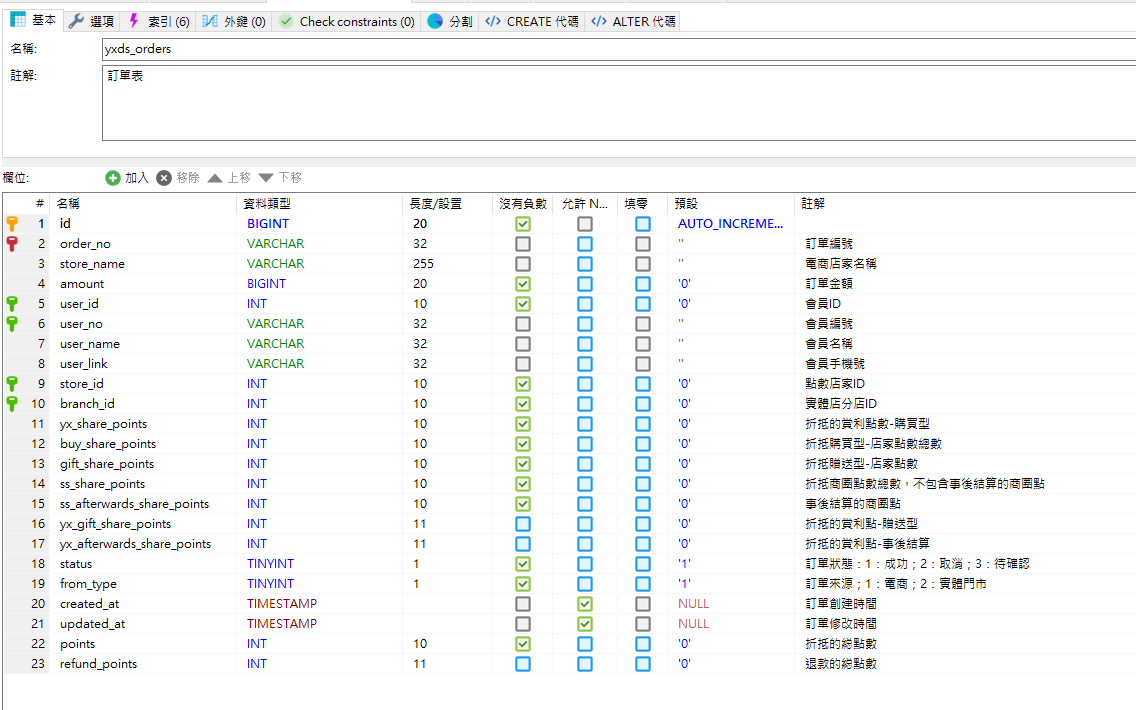 基本 選項 索引 (6) 外鍵 (0) Check constraints (0) 分割 CREATE 代碼 ALTER 代碼
名稱: yxds_orders
註解: 訂單表
欄位: 加入 移除 上移 下移
# 名稱 資料類型 長度/設置 沒有負數 允許 N... 填零 預設 註解
1 id BIGINT 20 AUTO_INCREME...
2 order_no VARCHAR 32 '' 訂單編號
3 store_name VARCHAR 255 '' 電商店家名稱
4 amount BIGINT 20 '0' 訂單金額
5 user_id INT 10 '0' 會員ID
6 user_no VARCHAR 32 '' 會員編號
7 user_name VARCHAR 32 '' 會員名稱
8 user_link VARCHAR 32 '' 會員手機號
9 store_id INT 10 '0' 點數店家ID
10 branch_id INT 10 '0' 實體店分店ID
11 yx_share_points INT 10 '0' 折抵的賞利點數-購買型
12 buy_share_points INT 10 '0' 折抵購買型-店家點數總數
13 gift_share_points INT 10 '0' 折抵贈送型-店家點數
14 ss_share_points INT 10 '0' 折抵商圈點數總數，不包含事後結算的商圈點
15 ss_afterwards_share_points INT 10 '0' 事後結算的商圈點
16 yx_gift_share_points INT 11 '0' 折抵的賞利點-贈送型
17 yx_afterwards_share_points INT 11 '0' 折抵的賞利點-事後結算
18 status TINYINT 1 '1' 訂單狀態：1：成功；2：取消；3：待確認
19 from_type TINYINT 1 '1' 訂單來源；1：電商；2：實體門市
20 created_at TIMESTAMP NULL 訂單創建時間
21 updated_at TIMESTAMP NULL 訂單修改時間
22 points INT 10 '0' 折抵的總點數
23 refund_points INT 11 '0' 退款的總點數